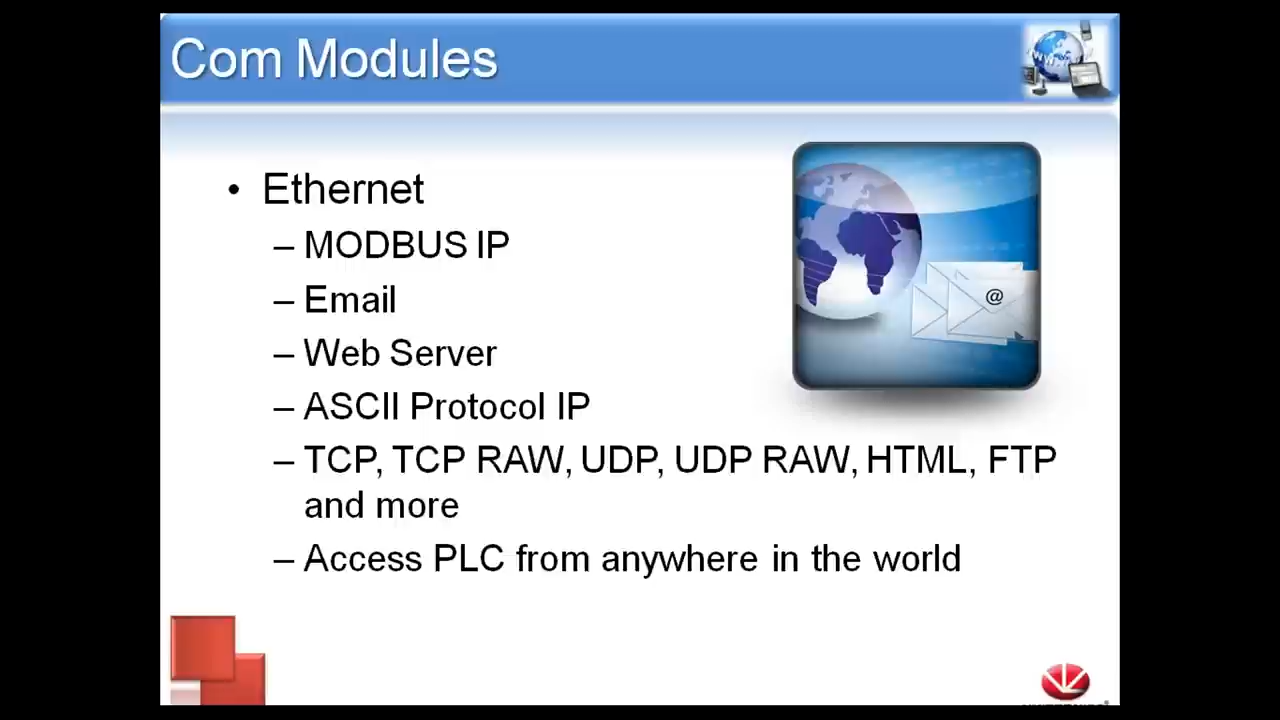 Com Modules
• Ethernet
– MODBUS IP
– Email
– Web Server
– ASCII Protocol IP
– TCP, TCP RAW, UDP, UDP RAW, HTML, FTP
and more
– Access PLC from anywhere in the world
@